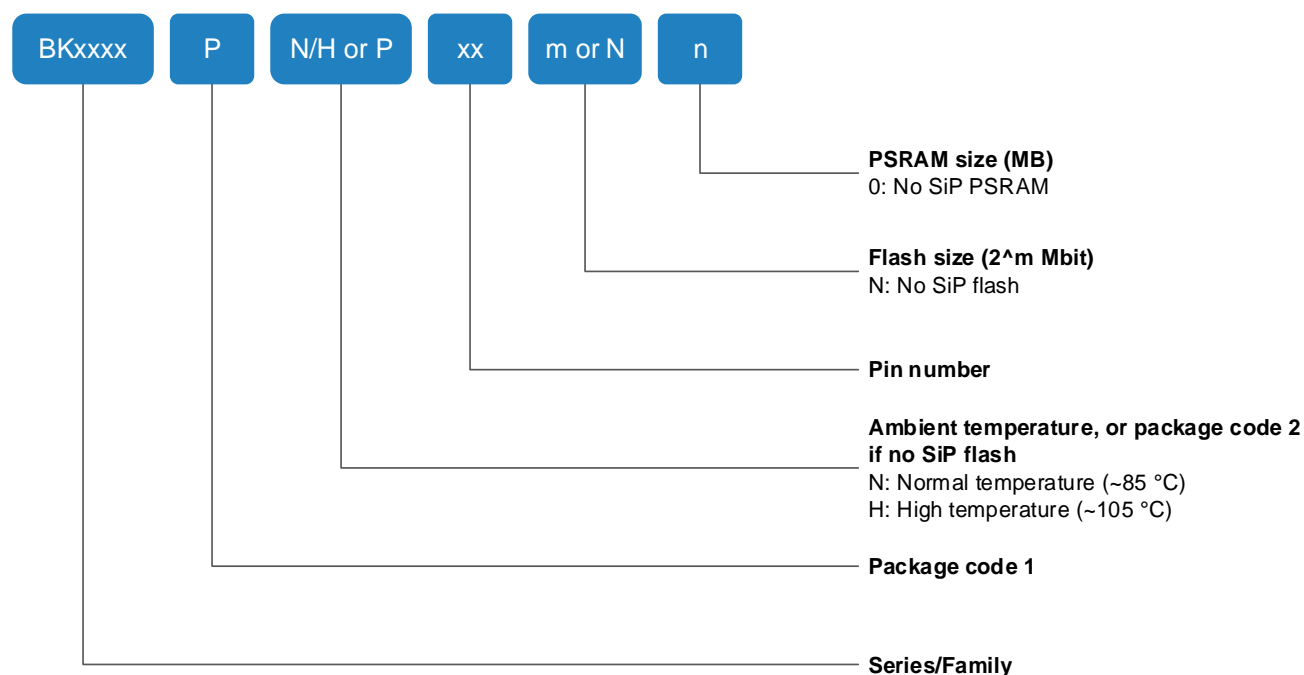 BKxxxx P N/H or P xx m or N n
PSRAM size (MB)
0: No SiP PSRAM
Flash size (2^m Mbit)
N: No SiP flash
Pin number
Ambient temperature, or package code 2
if no SiP flash
N: Normal temperature (~85 °C)
H: High temperature (~105 °C)
Package code 1
Series/Family